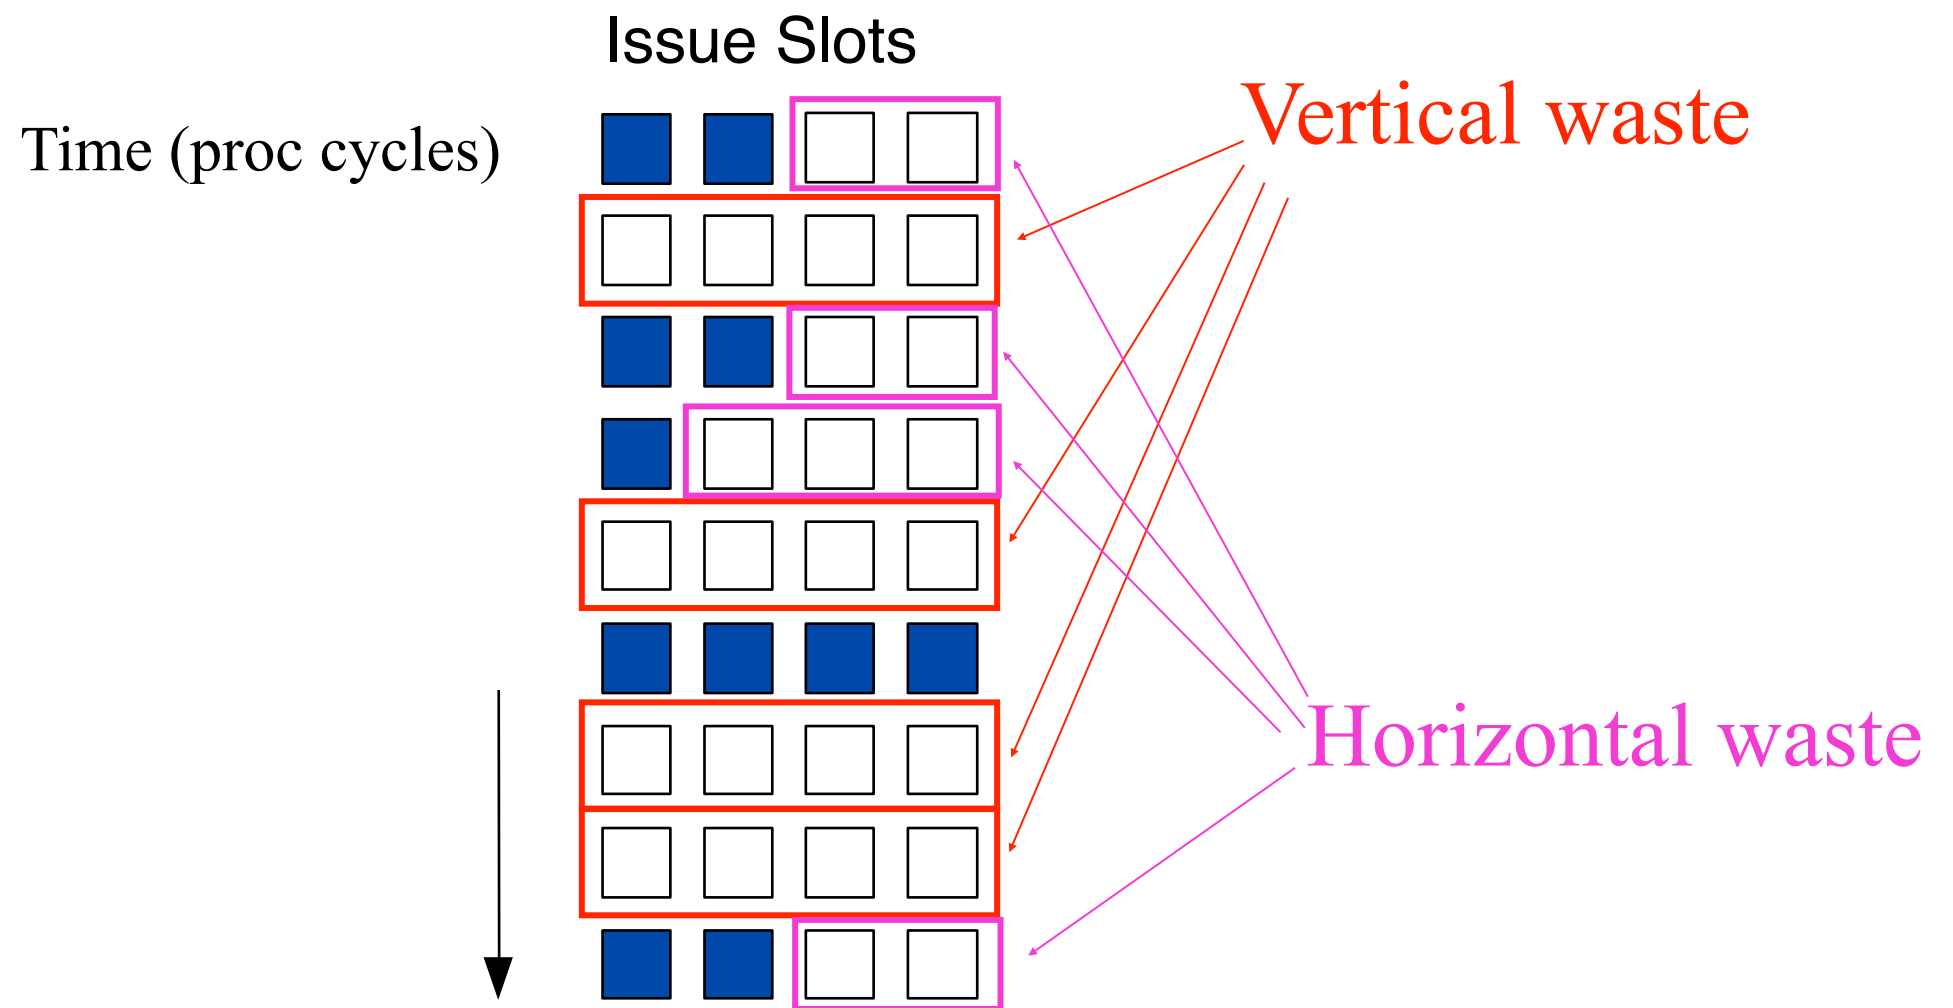 Issue Slots
Time (proc cycles)
Vertical waste
Horizontal waste